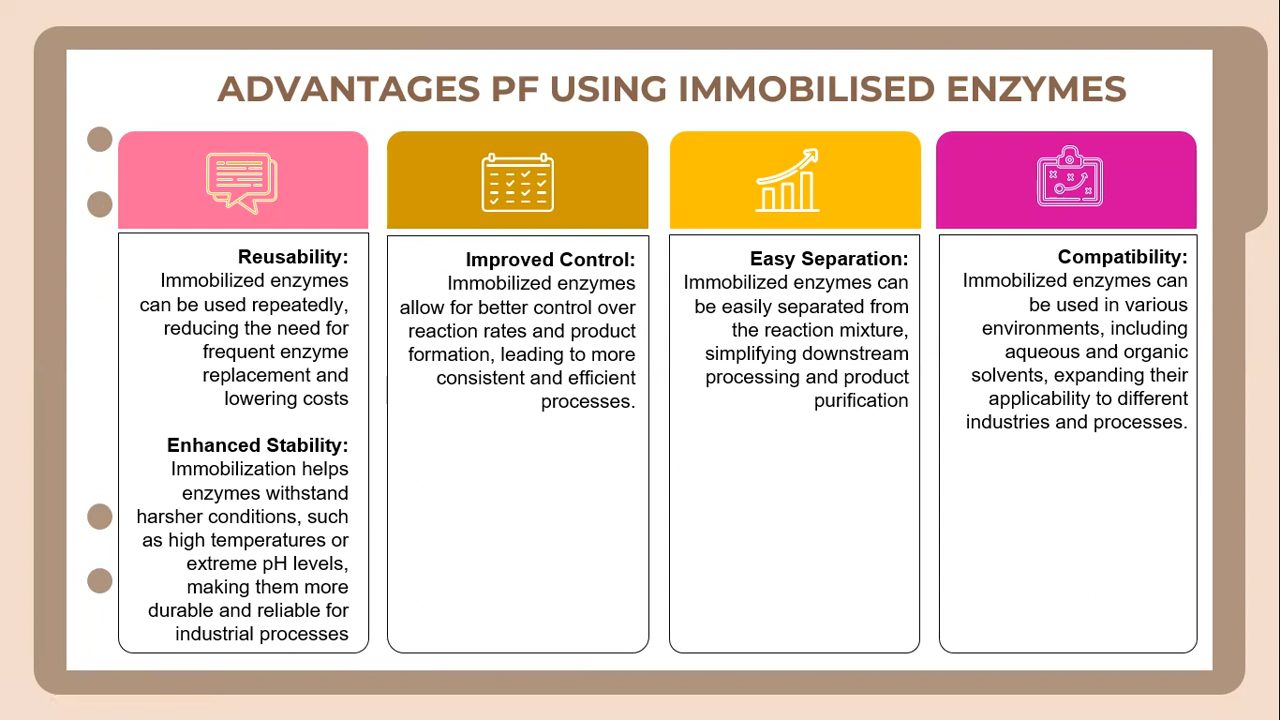 ADVANTAGES PF USING IMMOBILISED ENZYMES
Reusability:
Immobilized enzymes
can be used repeatedly,
reducing the need for
frequent enzyme
replacement and
lowering costs
Enhanced Stability:
Immobilization helps
enzymes withstand
harsher conditions, such
as high temperatures or
extreme pH levels,
making them more
durable and reliable for
industrial processes
Improved Control:
Immobilized enzymes
allow for better control over
reaction rates and product
formation, leading to more
consistent and efficient
processes.
Easy Separation:
Immobilized enzymes can
be easily separated from
the reaction mixture,
simplifying downstream
processing and product
purification
Compatibility:
Immobilized enzymes can
be used in various
environments, including
aqueous and organic
solvents, expanding their
applicability to different
industries and processes.